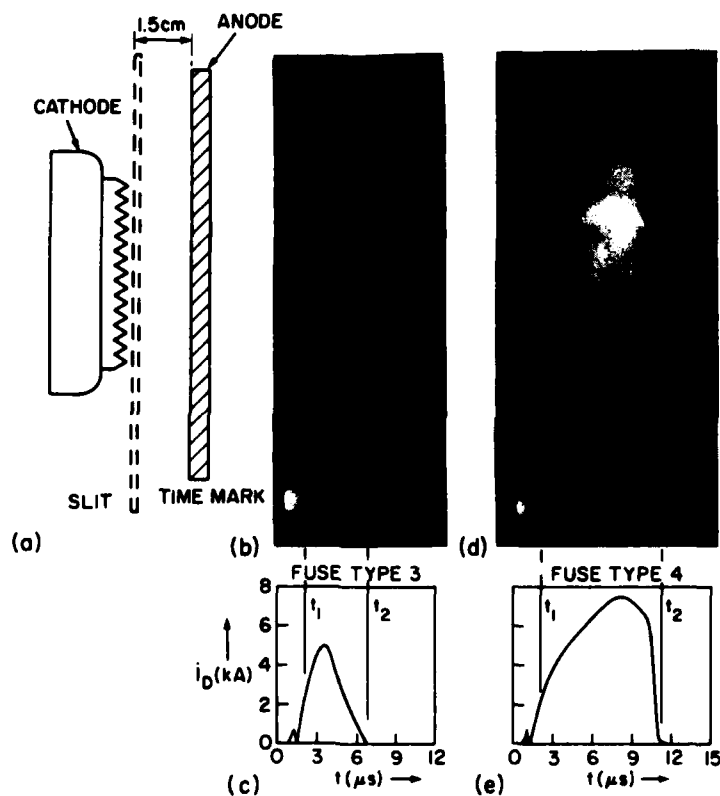 1.5cm
ANODE
CATHODE
SLIT
TIME MARK
(a)
(b)
(d)
FUSE TYPE 3
FUSE TYPE 4
8
6
4
2
0
i_D(kA)
t₁
t₂
t₁
t₂
0 3 6 9 12
0 3 6 9 12 15
t(μs)
t(μs)
(c)
(e)